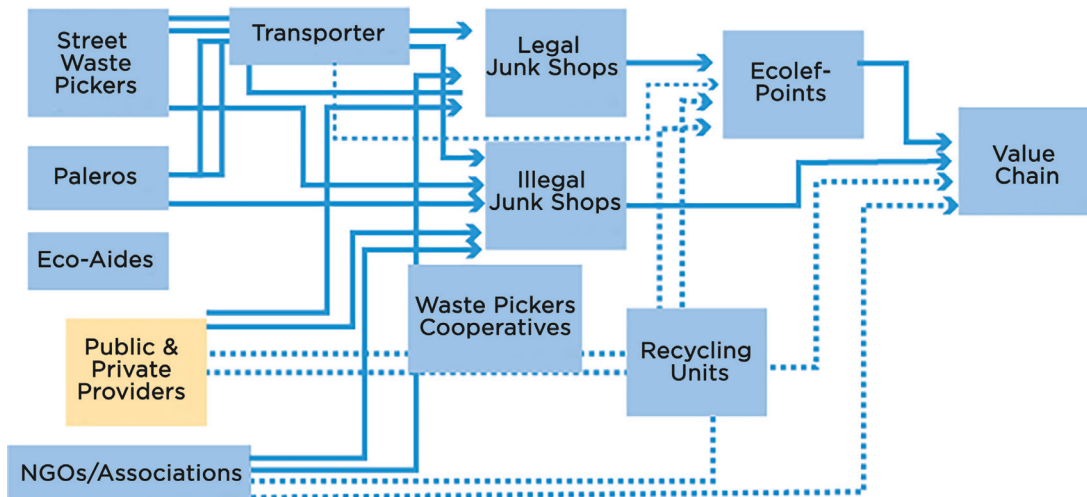 Street
Waste
Pickers
Transporter
Legal
Junk Shops
Ecolef-
Points
Value
Chain
Paleros
Illegal
Junk Shops
Eco-Aides
Waste Pickers
Cooperatives
Public &
Private
Providers
Recycling
Units
NGOs/Associations